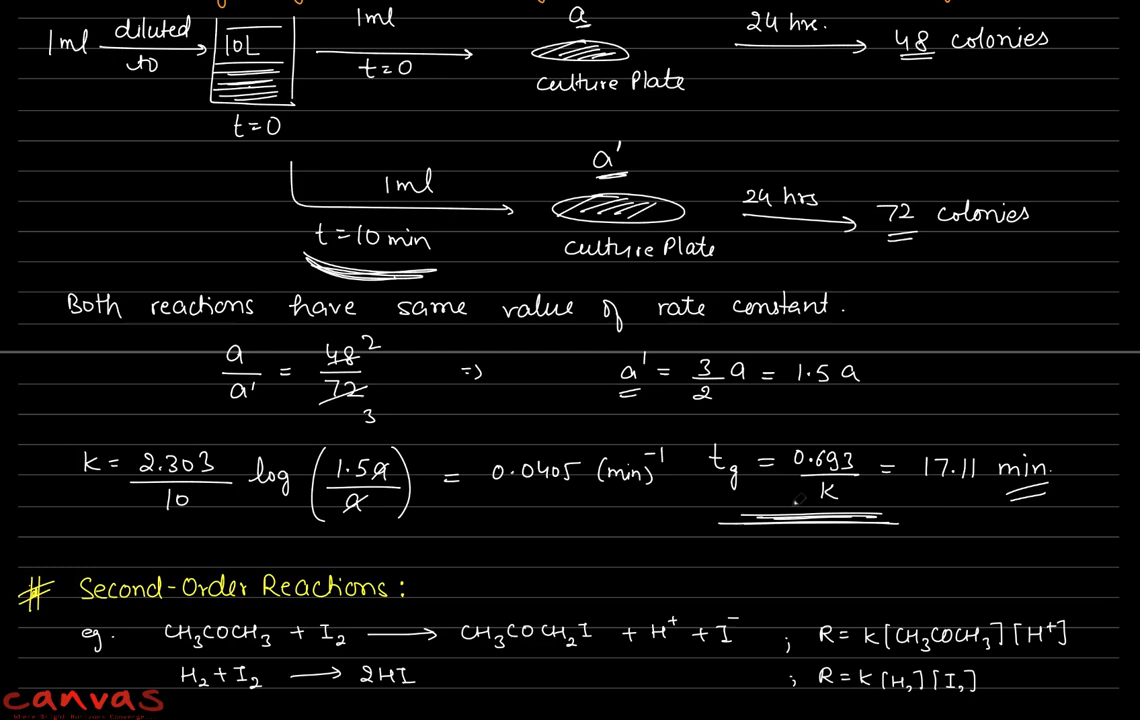 1ml diluted to 10L 1ml t=0 a 24 hrs. 48 colonies
Culture Plate
t=0
a'
1ml 24 hrs 72 colonies
t=10 min
Culture Plate
Both reactions have same value of rate constant.
a/a' = 48/72 2/3 ⇒ a' = 3/2 a = 1.5 a
k = 2.303/10 log (1.5a/a) = 0.0405 (min)⁻¹ t_g = 0.693/k = 17.11 min.
# Second-Order Reactions:
eg. CH₃COCH₃ + I₂ ⟶ CH₃COCH₂I + H⁺ + I⁻ ; R = k[CH₃COCH₃][H⁺]
H₂ + I₂ ⟶ 2HI ; R = k[H₂][I₂]
canvas